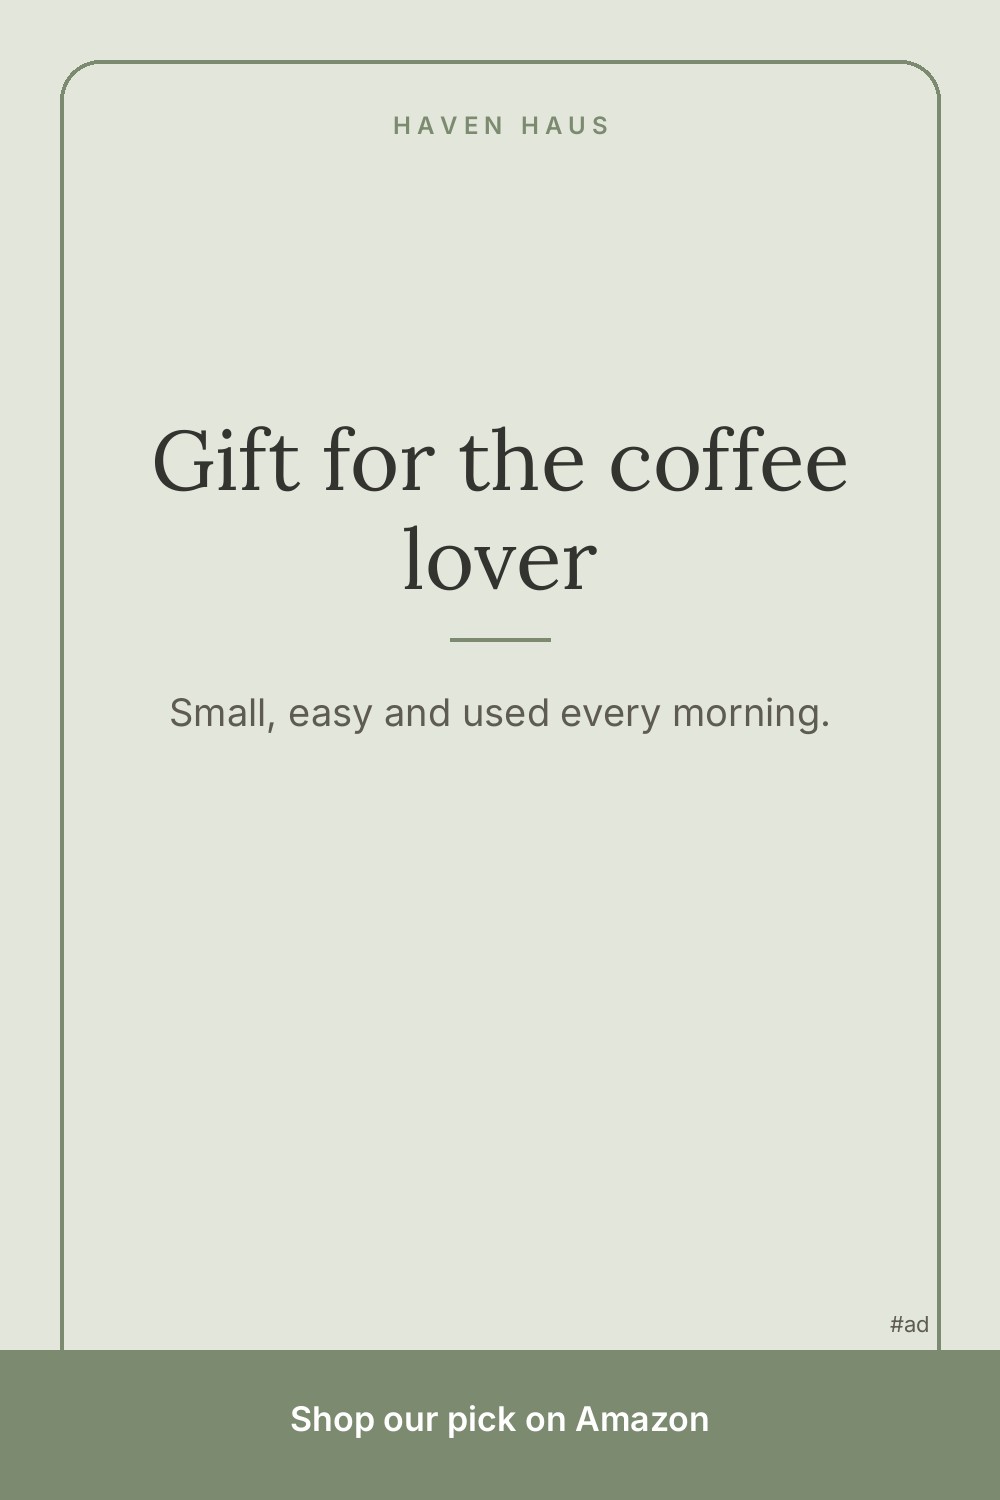 HAVEN HAUS
Gift for the coffee
lover
Small, easy and used every morning.
#ad
Shop our pick on Amazon